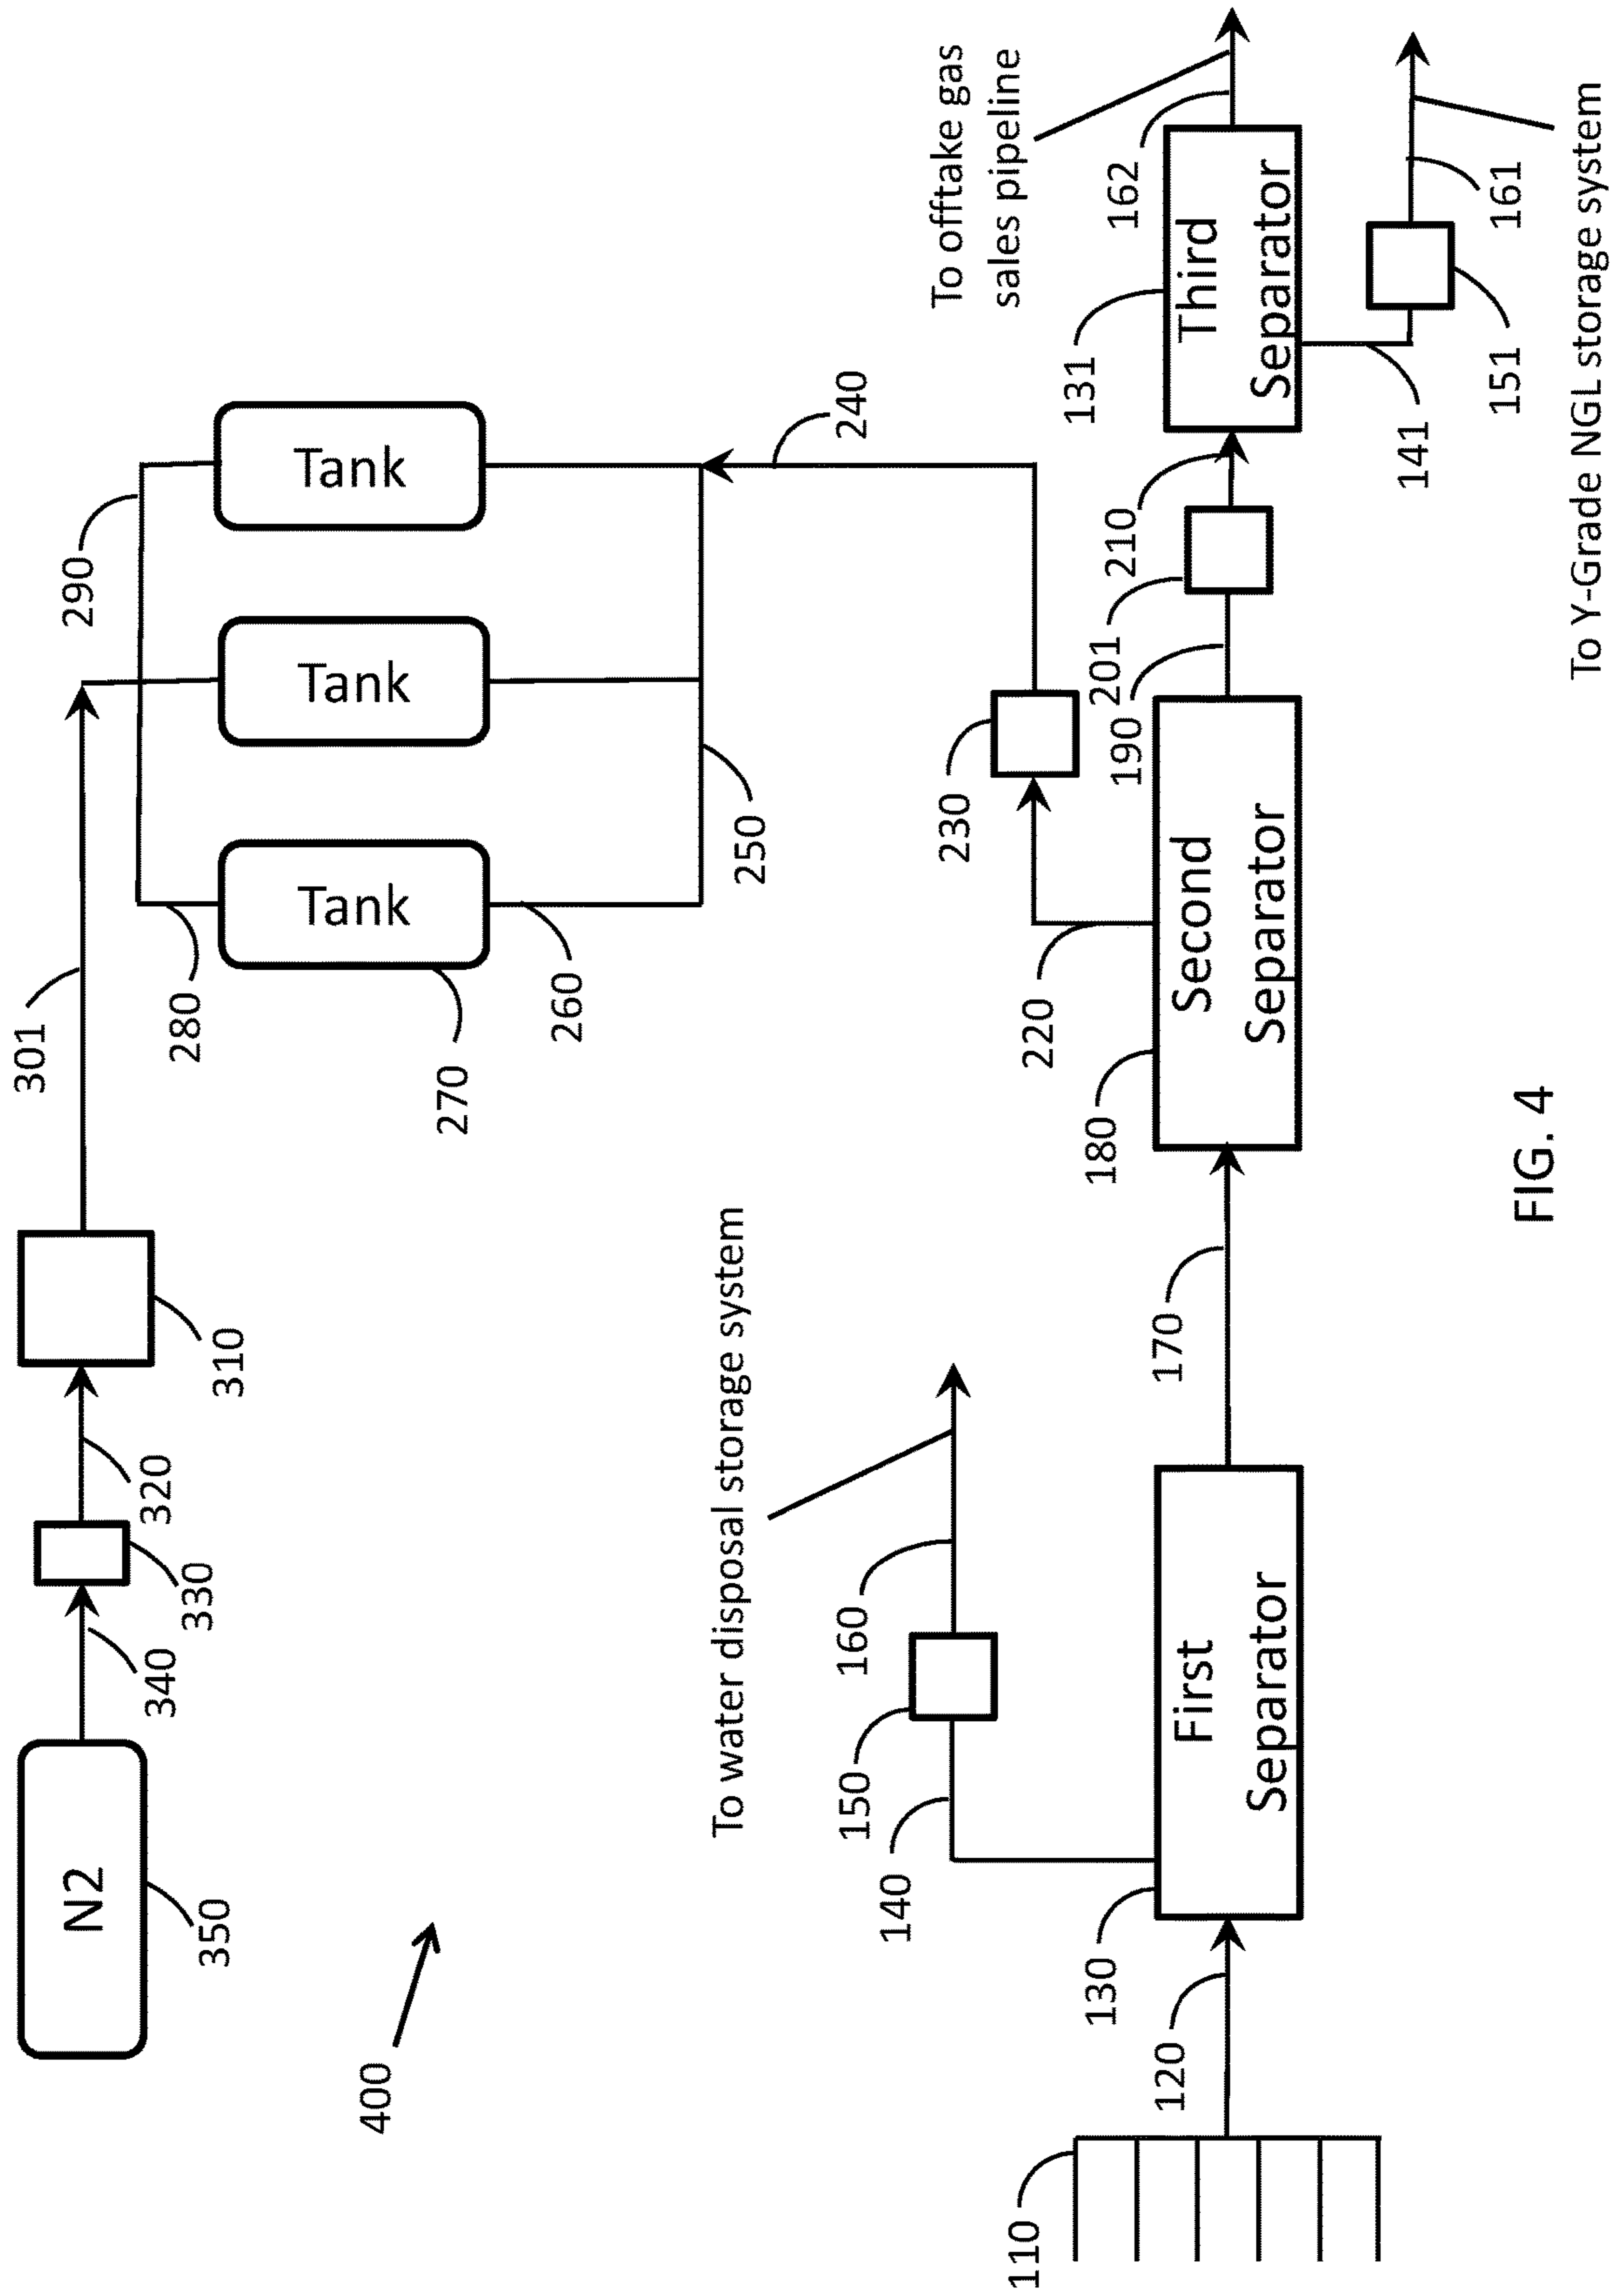 N2
350
340
330
320
310
301
280
290
Tank
Tank
Tank
270
260
250
240
400
To water disposal storage system
160
150
140
230
220
To offtake gas
sales pipeline
110
120
130
First
Separator
170
180
Second
Separator
190
201
210
131
Third
Separator
162
141
151
161
To Y-Grade NGL storage system
FIG. 4